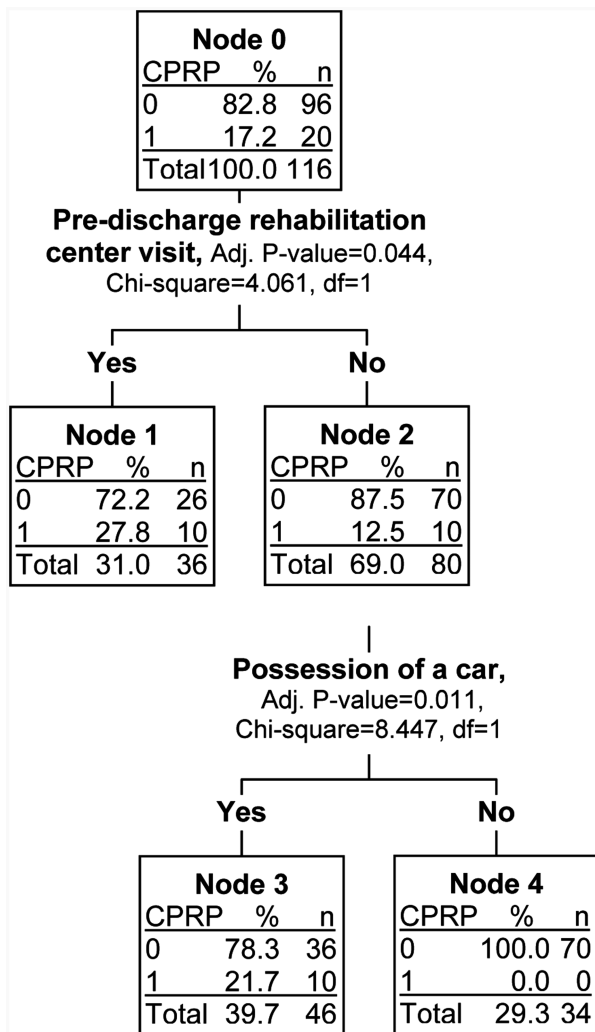 Node 0
CPRP % n
0 82.8 96
1 17.2 20
Total 100.0 116
Pre-discharge rehabilitation
center visit, Adj. P-value=0.044,
Chi-square=4.061, df=1
Yes No
Node 1 Node 2
CPRP % n CPRP % n
0 72.2 26 0 87.5 70
1 27.8 10 1 12.5 10
Total 31.0 36 Total 69.0 80
Possession of a car,
Adj. P-value=0.011,
Chi-square=8.447, df=1
Yes No
Node 3 Node 4
CPRP % n CPRP % n
0 78.3 36 0 100.0 70
1 21.7 10 1 0.0 0
Total 39.7 46 Total 29.3 34